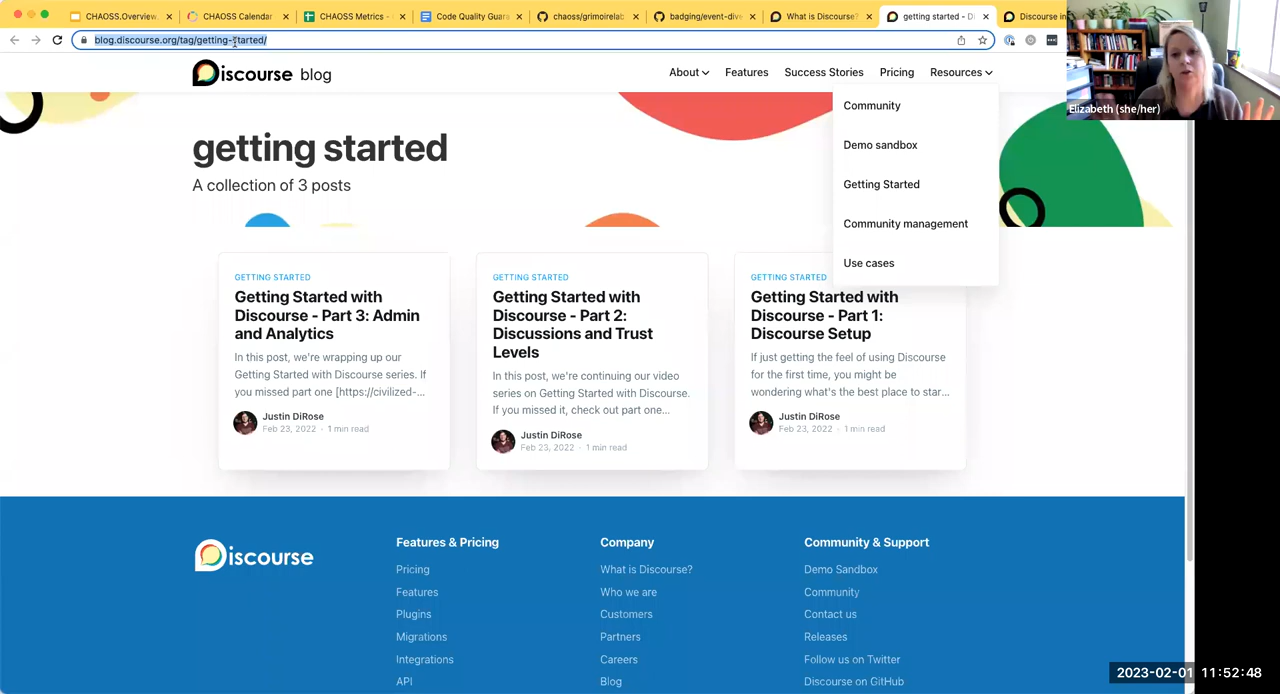 CHAOSS.Overview.
CHAOSS Calendar
CHAOSS Metrics -
Code Quality Guara
chaoss/grimoirelab
badging/event-dive
What is Discourse?
getting started - Di
Discourse in
blog.discourse.org/tag/getting-started/
Discourse blog
About
Features
Success Stories
Pricing
Resources
Elizabeth (she/her)
Community
Demo sandbox
Getting Started
Community management
Use cases
getting started
A collection of 3 posts
GETTING STARTED
Getting Started with
Discourse - Part 3: Admin
and Analytics
In this post, we're wrapping up our
Getting Started with Discourse series. If
you missed part one [https://civilized-...
Justin DiRose
Feb 23, 2022 · 1 min read
GETTING STARTED
Getting Started with
Discourse - Part 2:
Discussions and Trust
Levels
In this post, we're continuing our video
series on Getting Started with Discourse.
If you missed it, check out part one...
Justin DiRose
Feb 23, 2022 · 1 min read
GETTING STARTED
Getting Started with
Discourse - Part 1:
Discourse Setup
If just getting the feel of using Discourse
for the first time, you might be
wondering what's the best place to star...
Justin DiRose
Feb 23, 2022 · 1 min read
Discourse
Features & Pricing
Pricing
Features
Plugins
Migrations
Integrations
API
Company
What is Discourse?
Who we are
Customers
Partners
Careers
Blog
Community & Support
Demo Sandbox
Community
Contact us
Releases
Follow us on Twitter
Discourse on GitHub
2023-02-01 11:52:48